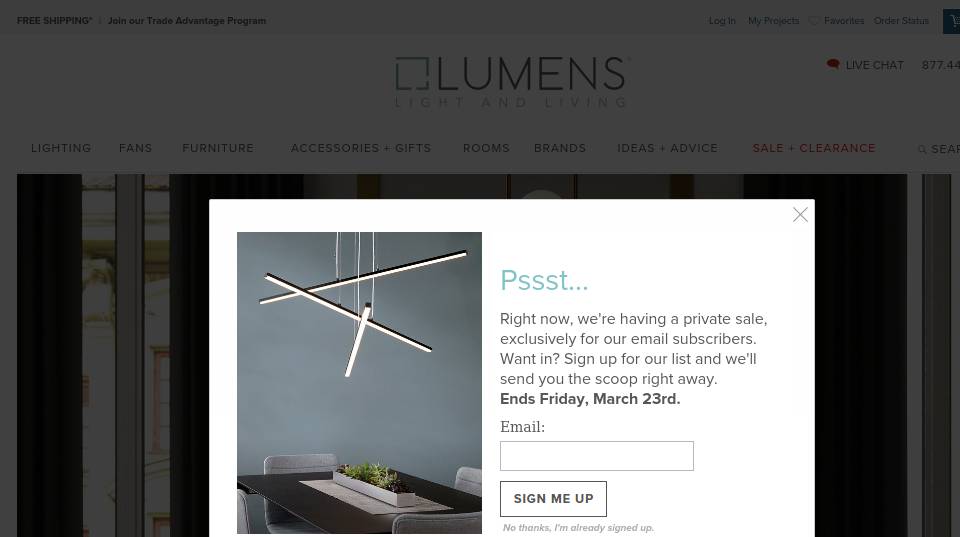 FREE SHIPPING* | Join our Trade Advantage Program
Log In My Projects Favorites Order Status
LUMENS
LIGHT AND LIVING
LIVE CHAT 877.44
LIGHTING FANS FURNITURE ACCESSORIES + GIFTS ROOMS BRANDS IDEAS + ADVICE SALE + CLEARANCE SEAR
Pssst...
Right now, we're having a private sale,
exclusively for our email subscribers.
Want in? Sign up for our list and we'll
send you the scoop right away.
Ends Friday, March 23rd.
Email:
SIGN ME UP
No thanks, I'm already signed up.